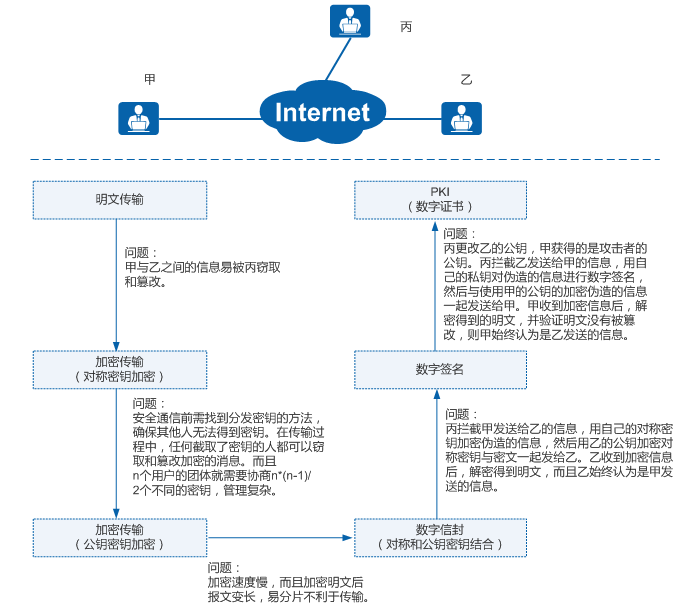 丙
甲
乙
Internet
明文传输
问题：
甲与乙之间的信息易被丙窃取
和篡改。
加密传输
（对称密钥加密）
问题：
安全通信前需找到分发密钥的方法，
确保其他人无法得到密钥。在传输过
程中，任何截取了密钥的人都可以窃
取和篡改加密的消息。而且
n个用户的团体就需要协商n*(n-1)/
2个不同的密钥，管理复杂。
加密传输
（公钥密钥加密）
问题：
加密速度慢，而且加密明文后
报文变长，易分片不利于传输。
数字信封
（对称和公钥密钥结合）
问题：
丙拦截甲发送给乙的信息，用自己的对称密
钥加密伪造的信息，然后用乙的公钥加密对
称密钥与密文一起发送给乙。乙收到加密信息
后，解密得到明文，而且乙始终认为是甲发
送的信息。
数字签名
问题：
丙更改乙的公钥，甲获得的是攻击者的
公钥。丙拦截乙发送给甲的信息，用自
己的私钥对伪造的信息进行数字签名，
然后与使用甲的公钥的加密伪造的信息
一起发送给甲。甲收到加密信息后，解
密得到的明文，并验证明文没有被篡
改，则甲始终认为是乙发送的信息。
PKI
（数字证书）